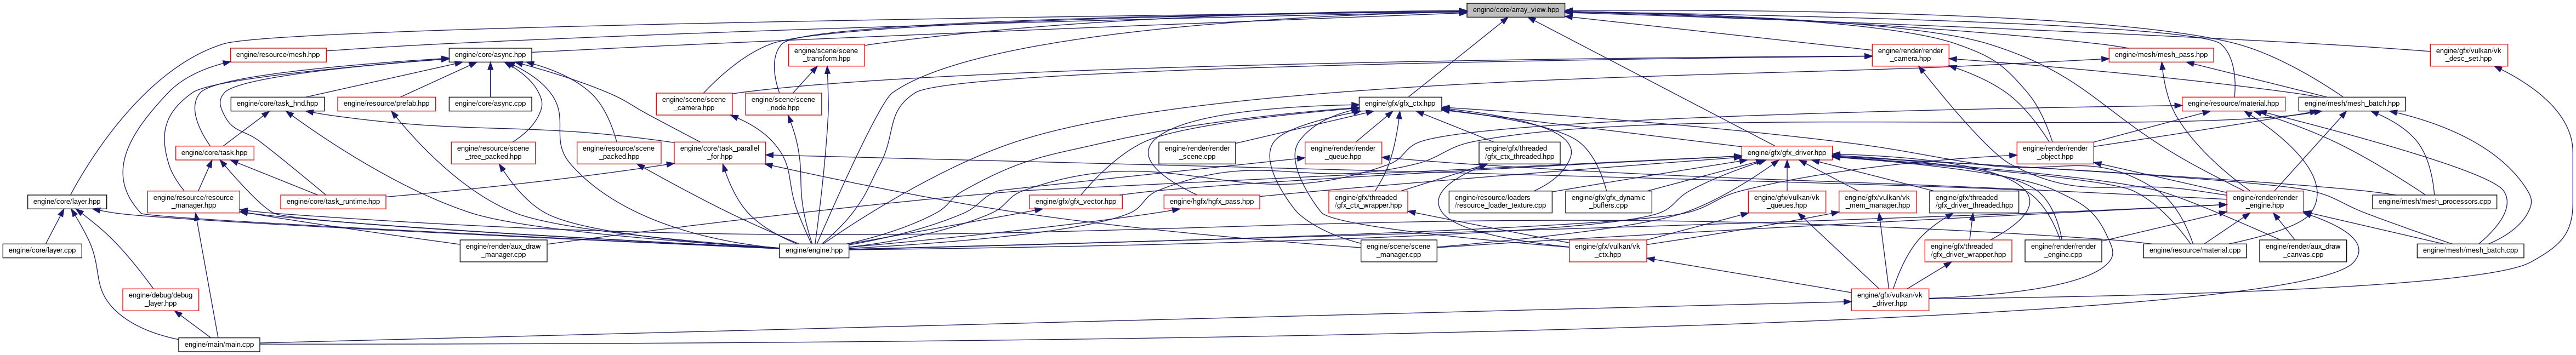 engine/core/array_view.hpp
engine/resource/mesh.hpp
engine/core/async.hpp
engine/scene/scene
_transform.hpp
engine/render/render
_camera.hpp
engine/mesh/mesh_pass.hpp
engine/gfx/vulkan/vk
_desc_set.hpp
engine/core/task_hnd.hpp
engine/resource/prefab.hpp
engine/core/async.cpp
engine/scene/scene
_camera.hpp
engine/scene/scene
_node.hpp
engine/gfx/gfx_ctx.hpp
engine/resource/material.hpp
engine/mesh/mesh_batch.hpp
engine/core/task.hpp
engine/resource/scene
_tree_packed.hpp
engine/resource/scene
_packed.hpp
engine/core/task_parallel
_for.hpp
engine/render/render
_scene.cpp
engine/render/render
_queue.hpp
engine/gfx/threaded
/gfx_ctx_threaded.hpp
engine/gfx/gfx_driver.hpp
engine/render/render
_object.hpp
engine/core/layer.hpp
engine/resource/resource
_manager.hpp
engine/core/task_runtime.hpp
engine/gfx/gfx_vector.hpp
engine/hgfx/hgfx_pass.hpp
engine/gfx/threaded
/gfx_ctx_wrapper.hpp
engine/resource/loaders
/resource_loader_texture.cpp
engine/gfx/gfx_dynamic
_buffers.cpp
engine/gfx/vulkan/vk
_queues.hpp
engine/gfx/vulkan/vk
_mem_manager.hpp
engine/gfx/threaded
/gfx_driver_threaded.hpp
engine/render/render
_engine.hpp
engine/mesh/mesh_processors.cpp
engine/core/layer.cpp
engine/render/aux_draw
_manager.cpp
engine/engine.hpp
engine/scene/scene
_manager.cpp
engine/gfx/vulkan/vk
_ctx.hpp
engine/gfx/threaded
/gfx_driver_wrapper.hpp
engine/render/render
_engine.cpp
engine/resource/material.cpp
engine/render/aux_draw
_canvas.cpp
engine/mesh/mesh_batch.cpp
engine/debug/debug
_layer.hpp
engine/gfx/vulkan/vk
_driver.hpp
engine/main/main.cpp